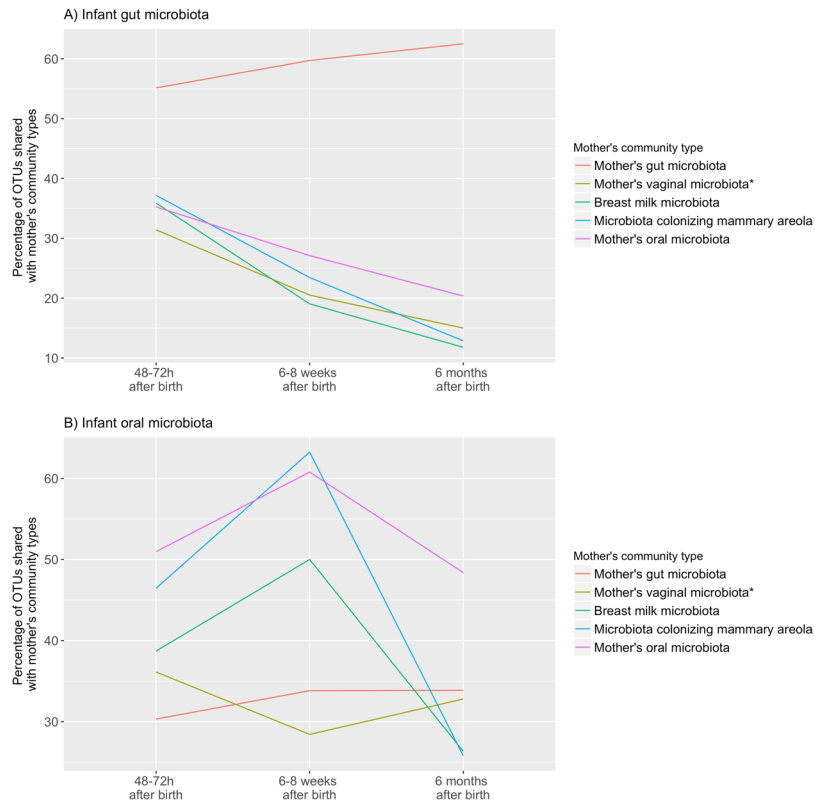 A) Infant gut microbiota
Percentage of OTUs shared
with mother's community types
60
50
40
30
20
10
48-72h
after birth
6-8 weeks
after birth
6 months
after birth
Mother's community type
Mother's gut microbiota
Mother's vaginal microbiota*
Breast milk microbiota
Microbiota colonizing mammary areola
Mother's oral microbiota
B) Infant oral microbiota
Percentage of OTUs shared
with mother's community types
60
50
40
30
48-72h
after birth
6-8 weeks
after birth
6 months
after birth
Mother's community type
Mother's gut microbiota
Mother's vaginal microbiota*
Breast milk microbiota
Microbiota colonizing mammary areola
Mother's oral microbiota